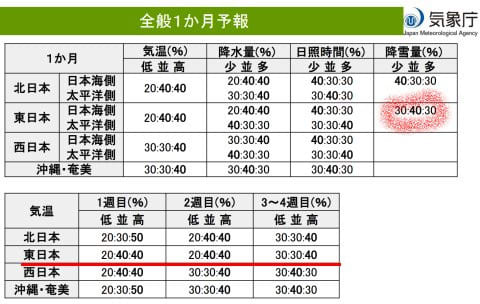 全般1か月予報
気象庁
Japan Meteorological Agency
1か月 気温(%) 降水量(%) 日照時間(%) 降雪量(%)
低 並 高 少 並 多 少 並 多 少 並 多
北日本 日本海側 20:40:40 20:40:40 40:30:30 40:30:30
太平洋側 30:30:40 40:30:30
東日本 日本海側 20:40:40 20:40:40 40:30:30 30:40:30
太平洋側 40:30:30 30:30:40
西日本 日本海側 30:30:40 30:40:30 30:40:30
太平洋側 40:30:30 30:30:40
沖縄・奄美 30:30:40 40:30:30 30:30:40
気温 1週目(%) 2週目(%) 3~4週目(%)
低 並 高 低 並 高 低 並 高
北日本 20:30:50 20:40:40 30:30:40
東日本 20:40:40 20:40:40 30:30:40
西日本 20:40:40 30:30:40 30:40:30
沖縄・奄美 20:30:50 30:30:40 30:40:30